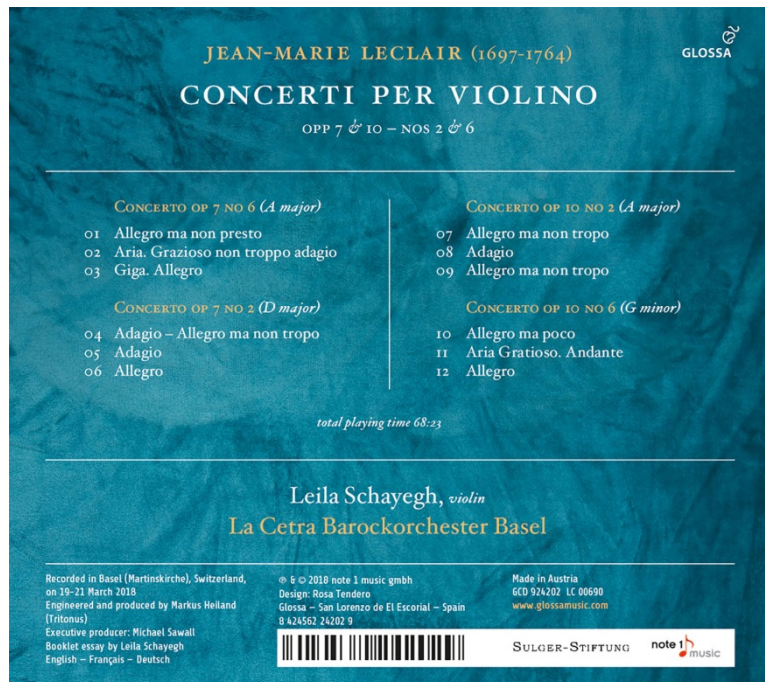 JEAN-MARIE LECLAIR (1697-1764)
GLOSSA
CONCERTI PER VIOLINO
OPP 7 & 10 – NOS 2 & 6
CONCERTO OP 7 NO 6 (A major)
01 Allegro ma non presto
02 Aria. Grazioso non troppo adagio
03 Giga. Allegro
CONCERTO OP 7 NO 2 (D major)
04 Adagio – Allegro ma non tropo
05 Adagio
06 Allegro
CONCERTO OP 10 NO 2 (A major)
07 Allegro ma non tropo
08 Adagio
09 Allegro ma non tropo
CONCERTO OP 10 NO 6 (G minor)
10 Allegro ma poco
11 Aria Gratioso. Andante
12 Allegro
total playing time 68:23
Leila Schayegh, violin
La Cetra Barockorchester Basel
Recorded in Basel (Martinskirche), Switzerland,
on 19-21 March 2018
Engineered and produced by Markus Heiland
(Tritonus)
Executive producer: Michael Sawall
Booklet essay by Leila Schayegh
English – Français – Deutsch
℗ & © 2018 note 1 music gmbh
Design: Rosa Tendero
Glossa – San Lorenzo de El Escorial – Spain
8 424562 24202 9
Made in Austria
GCD 924202 LC 00690
www.glossamusic.com
SULGER-STIFTUNG
note 1 music